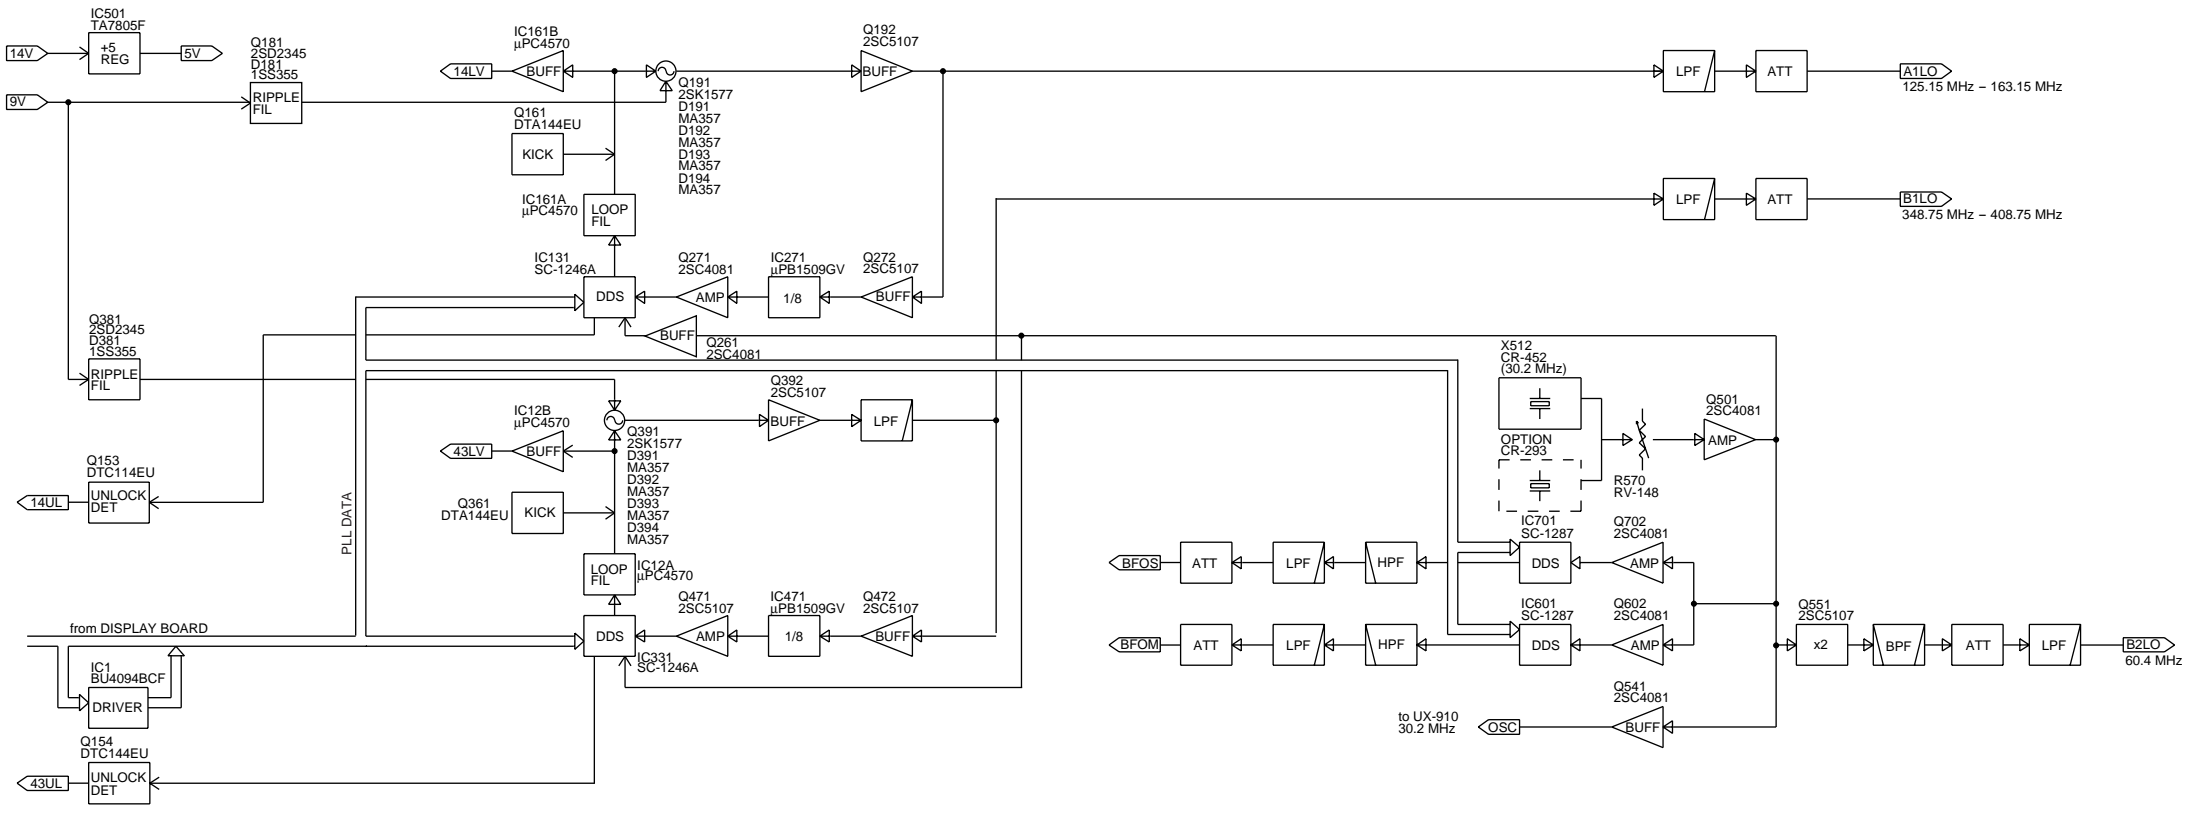 IC501
TA7805F
14V
+5
REG
5V
Q181
2SD2345
D181
1SS355
9V
RIPPLE
FIL
14LV
IC161B
µPC4570
BUFF
Q161
DTA144EU
KICK
Q191
2SK1577
D191
MA357
D192
MA357
D193
MA357
D194
MA357
Q192
2SC5107
BUFF
LPF
ATT
A1LO
125.15 MHz – 163.15 MHz
IC161A
µPC4570
LOOP
FIL
LPF
ATT
B1LO
348.75 MHz – 408.75 MHz
IC131
SC-1246A
DDS
Q271
2SC4081
AMP
IC271
µPB1509GV
1/8
Q272
2SC5107
BUFF
BUFF
Q261
2SC4081
Q381
2SD2345
D381
1SS355
RIPPLE
FIL
IC12B
µPC4570
BUFF
43LV
Q391
2SK1577
D391
MA357
D392
MA357
D393
MA357
D394
MA357
Q392
2SC5107
BUFF
LPF
X512
CR-452
(30.2 MHz)
OPTION
CR-293
R570
RV-148
Q501
2SC4081
AMP
Q153
DTC114EU
UNLOCK
DET
14UL
PLL DATA
Q361
DTA144EU
KICK
LOOP
FIL
IC12A
µPC4570
BFOS
ATT
LPF
HPF
IC701
SC-1287
DDS
Q702
2SC4081
AMP
from DISPLAY BOARD
DDS
IC331
SC-1246A
Q471
2SC5107
AMP
IC471
µPB1509GV
1/8
Q472
2SC5107
BUFF
BFOM
ATT
LPF
HPF
IC601
SC-1287
DDS
Q602
2SC4081
AMP
Q551
2SC5107
x2
BPF
ATT
LPF
B2LO
60.4 MHz
IC1
BU4094BCF
DRIVER
to UX-910
30.2 MHz
OSC
Q541
2SC4081
BUFF
Q154
DTC144EU
UNLOCK
DET
43UL